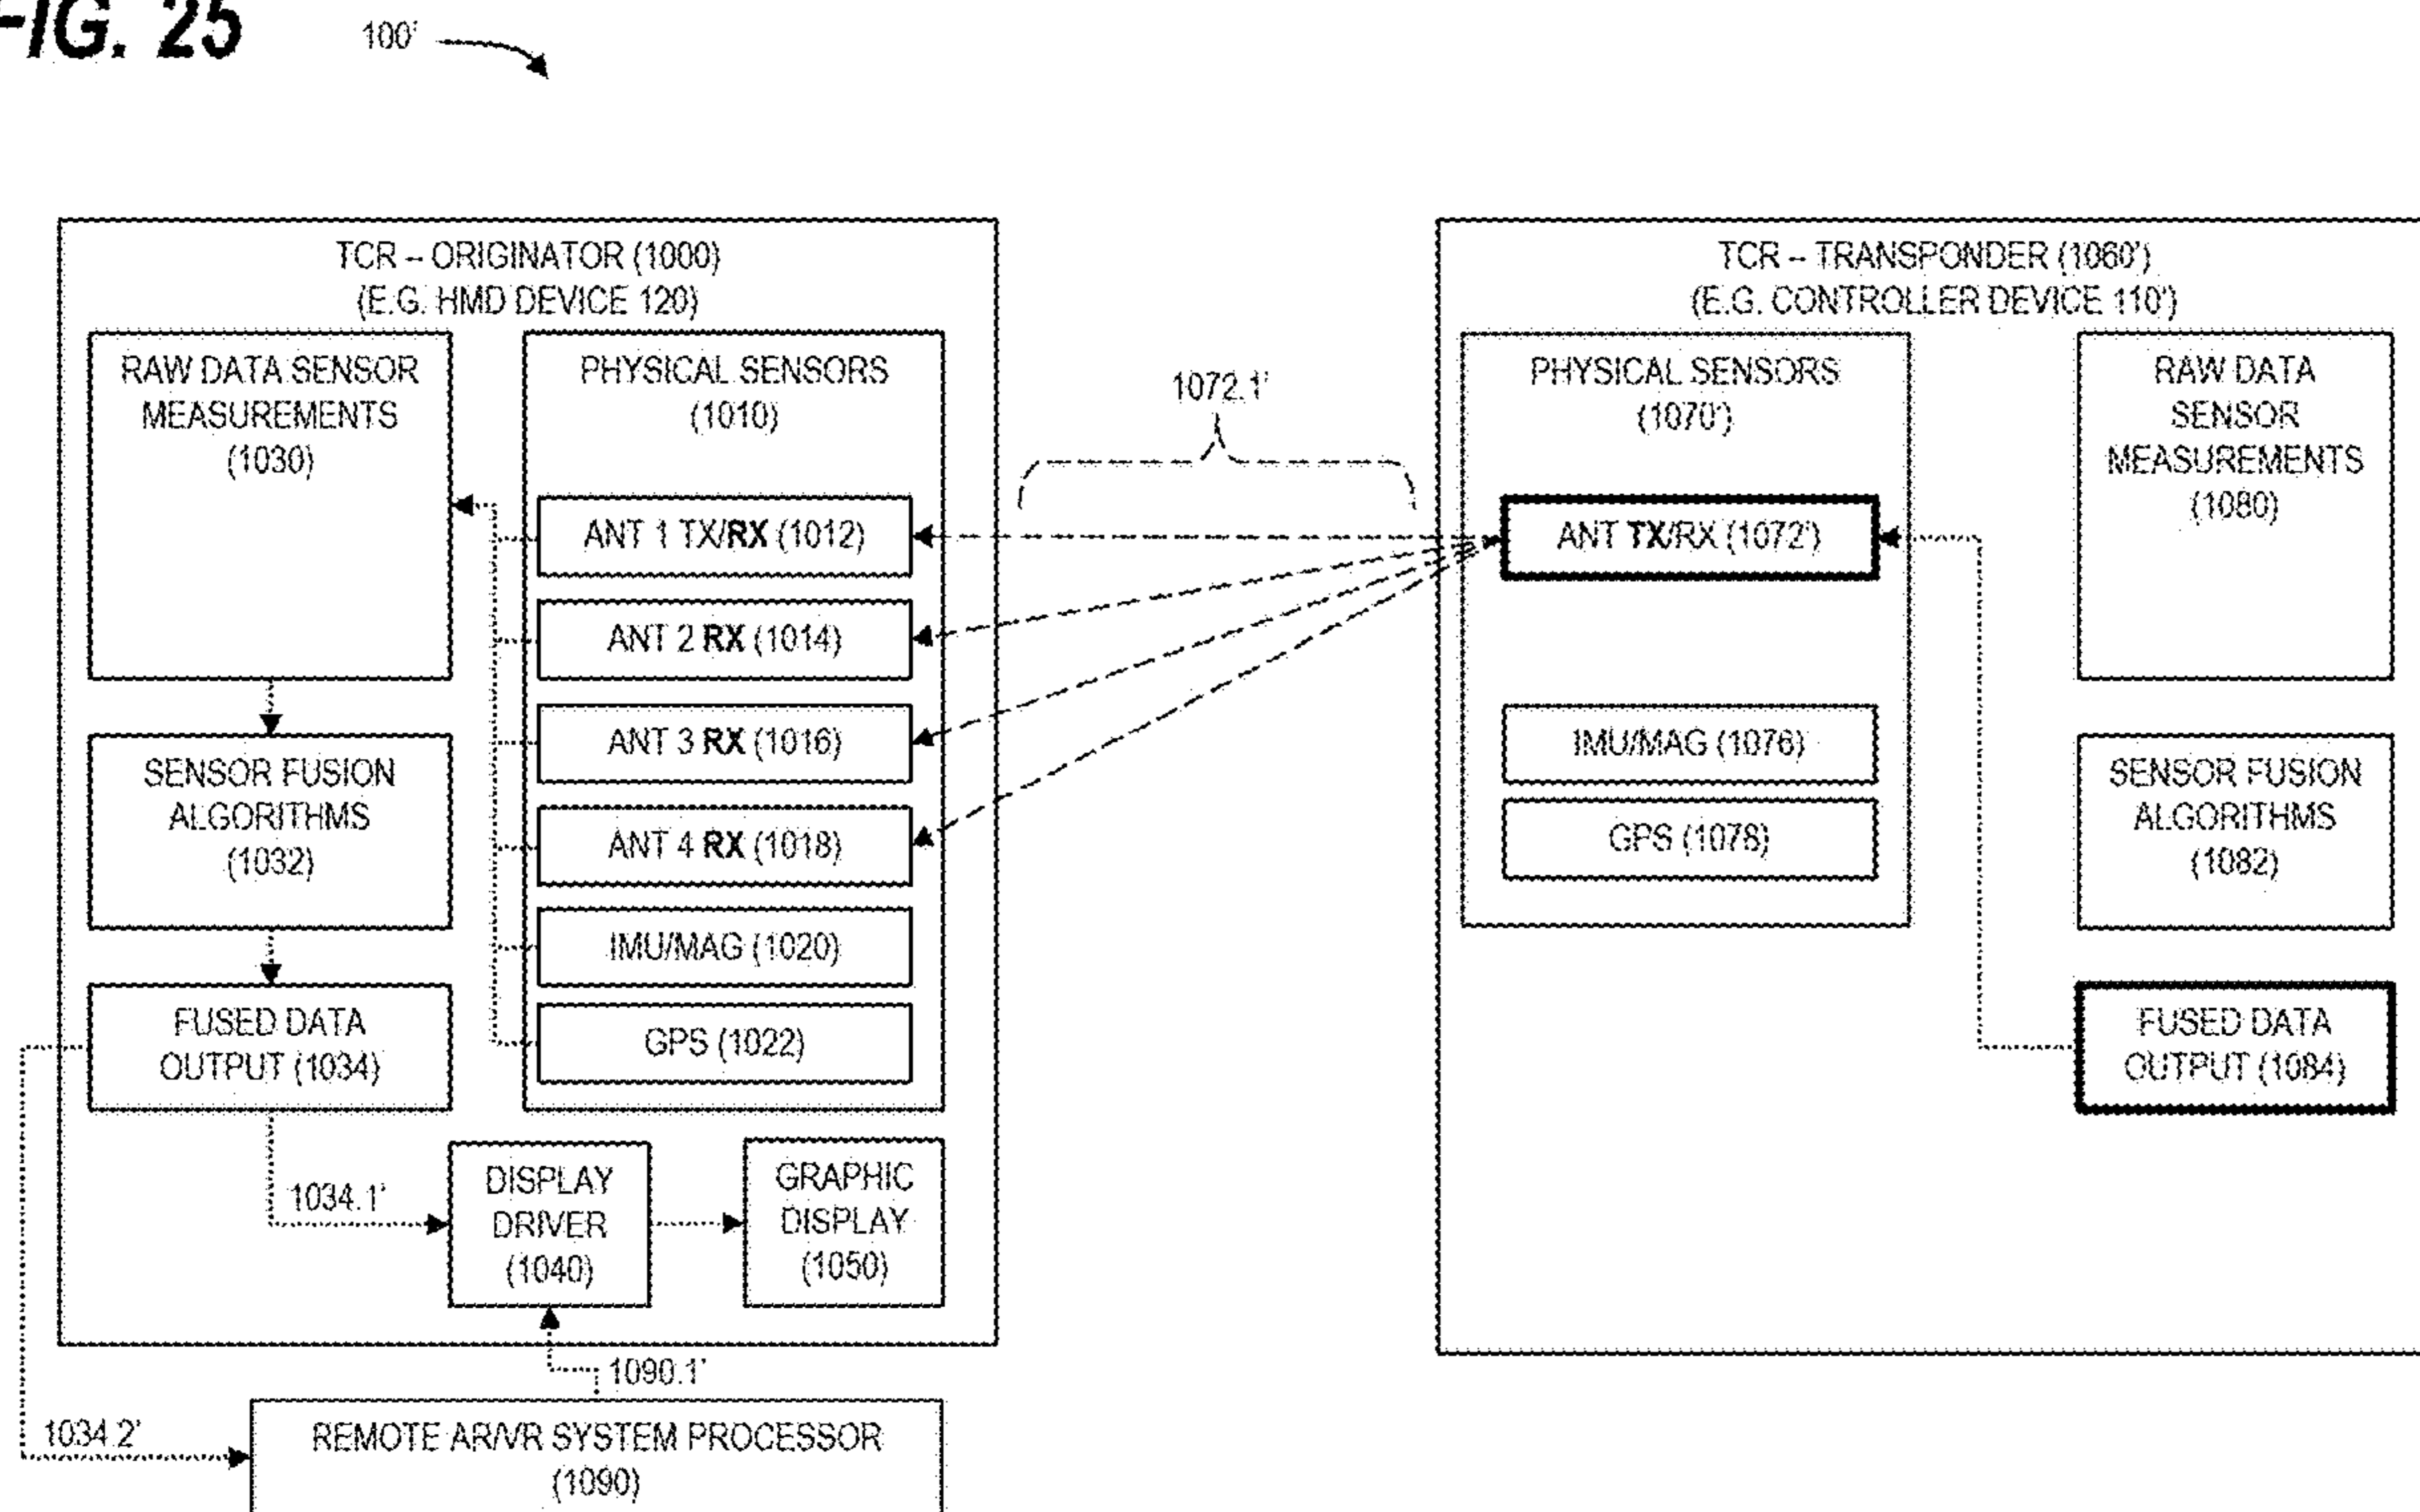 FIG. 25
100'
TCR – ORIGINATOR (1000)
(E.G. HMD DEVICE 120)
RAW DATA SENSOR
MEASUREMENTS
(1030)
PHYSICAL SENSORS
(1010)
ANT 1 TX/RX (1012)
ANT 2 RX (1014)
ANT 3 RX (1016)
ANT 4 RX (1018)
IMU/MAG (1020)
GPS (1022)
SENSOR FUSION
ALGORITHMS
(1032)
FUSED DATA
OUTPUT (1034)
1034.1'
DISPLAY
DRIVER
(1040)
GRAPHIC
DISPLAY
(1050)
1090.1'
1034.2'
REMOTE AR/VR SYSTEM PROCESSOR
(1090)
1072.1'
TCR – TRANSPONDER (1060')
(E.G. CONTROLLER DEVICE 110')
PHYSICAL SENSORS
(1070')
ANT TX/RX (1072')
IMU/MAG (1076)
GPS (1078)
RAW DATA
SENSOR
MEASUREMENTS
(1080)
SENSOR FUSION
ALGORITHMS
(1082)
FUSED DATA
OUTPUT (1084)